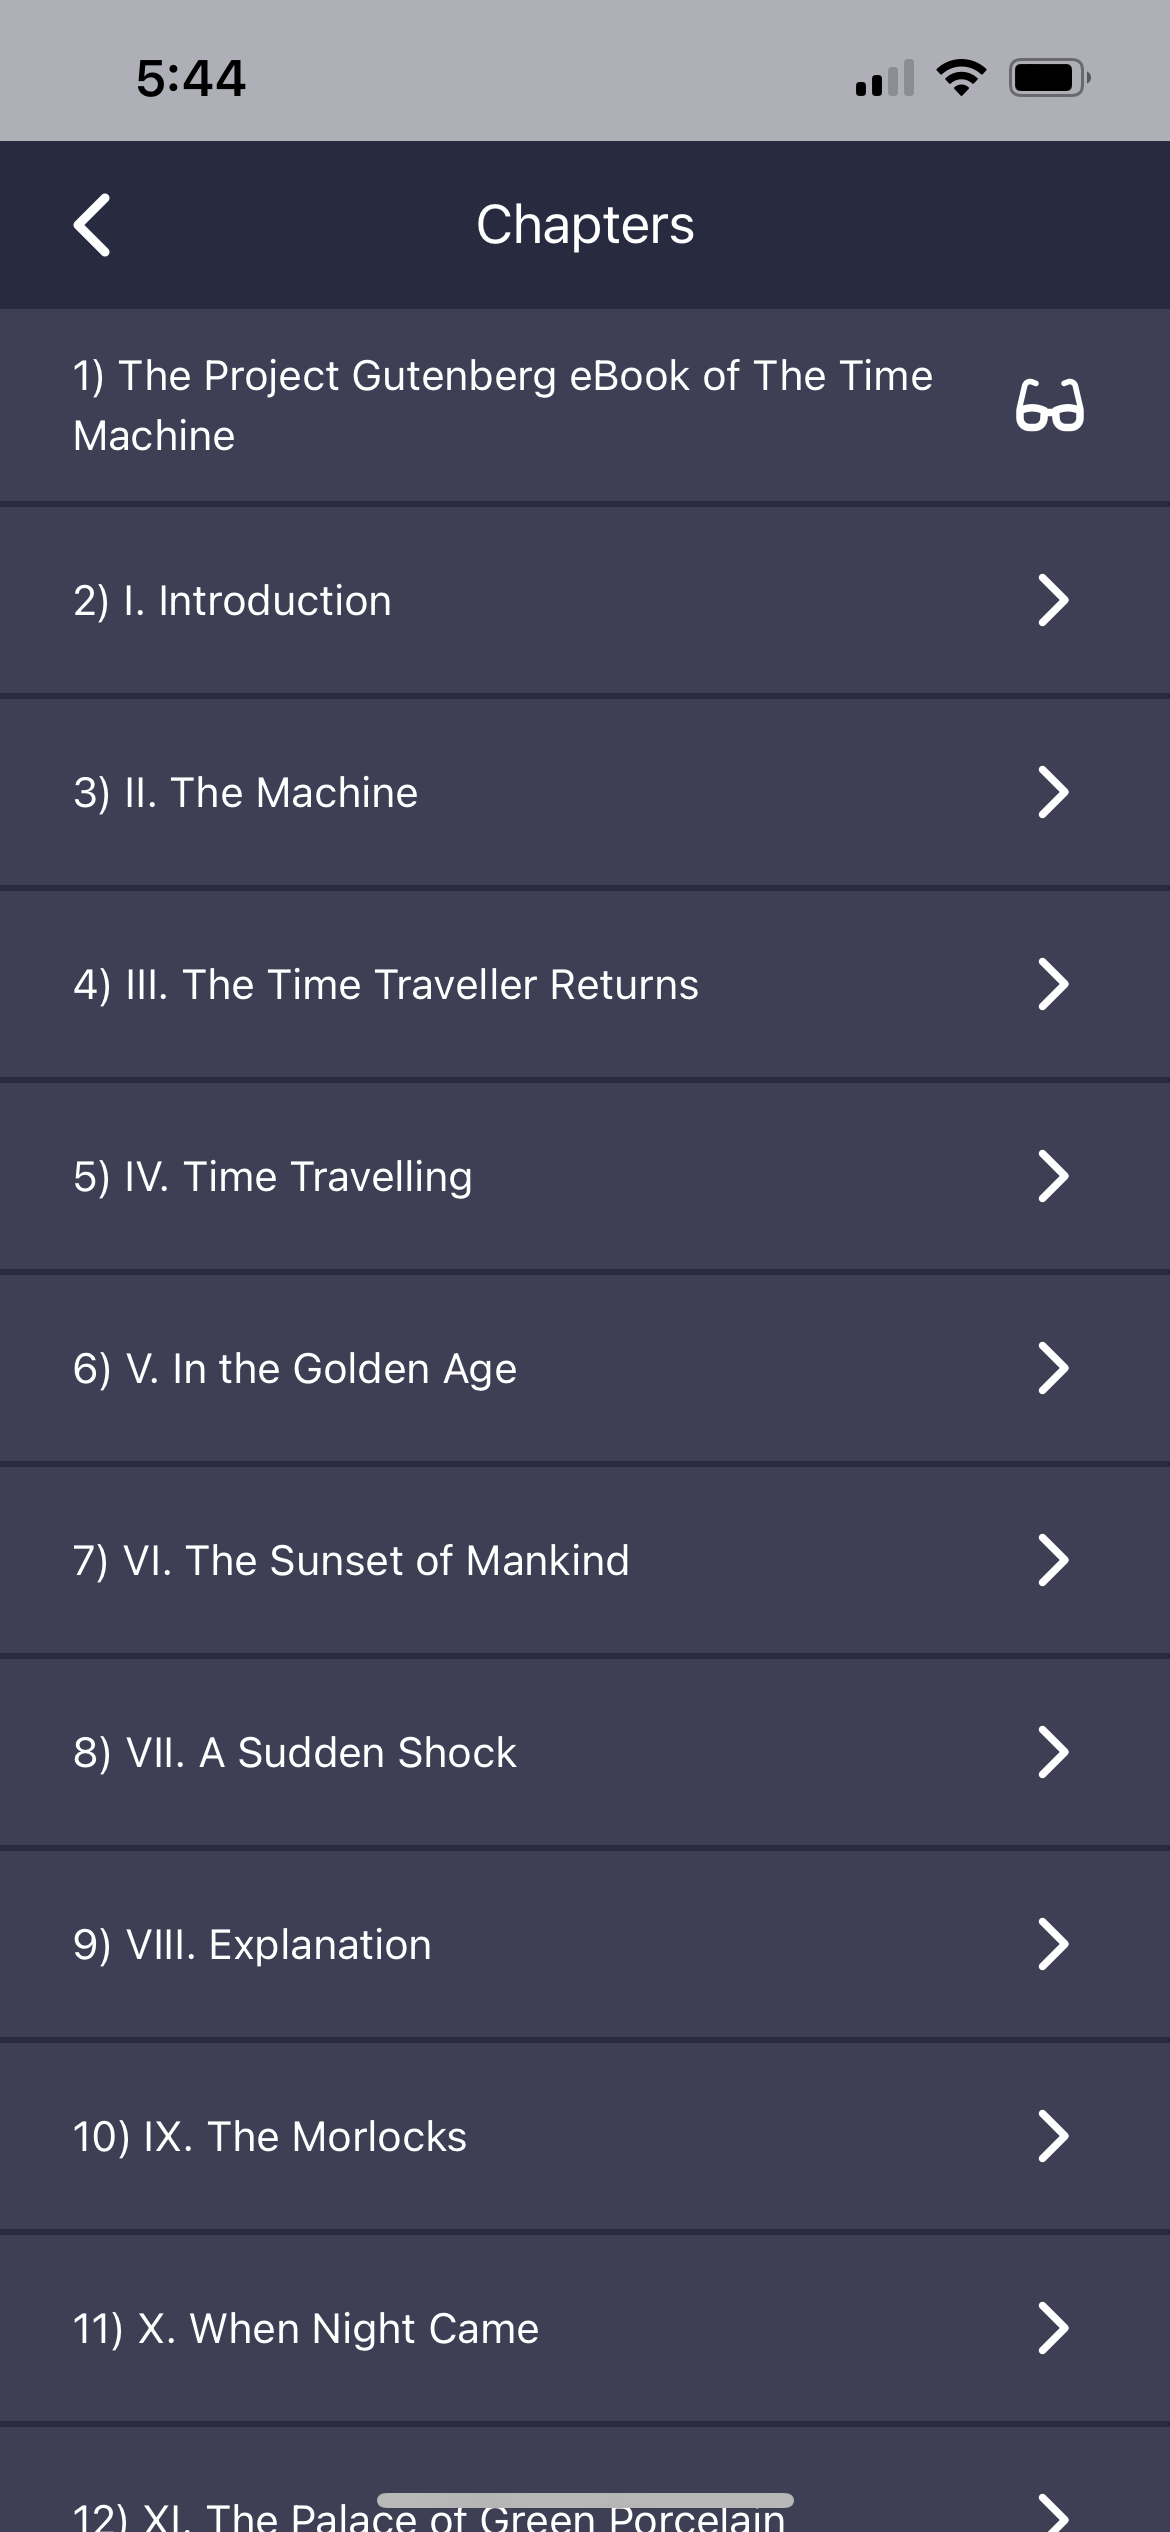 5:44
Chapters
1) The Project Gutenberg eBook of The Time
Machine
2) I. Introduction
3) II. The Machine
4) III. The Time Traveller Returns
5) IV. Time Travelling
6) V. In the Golden Age
7) VI. The Sunset of Mankind
8) VII. A Sudden Shock
9) VIII. Explanation
10) IX. The Morlocks
11) X. When Night Came
12) XI. The Palace of Green Porcelain